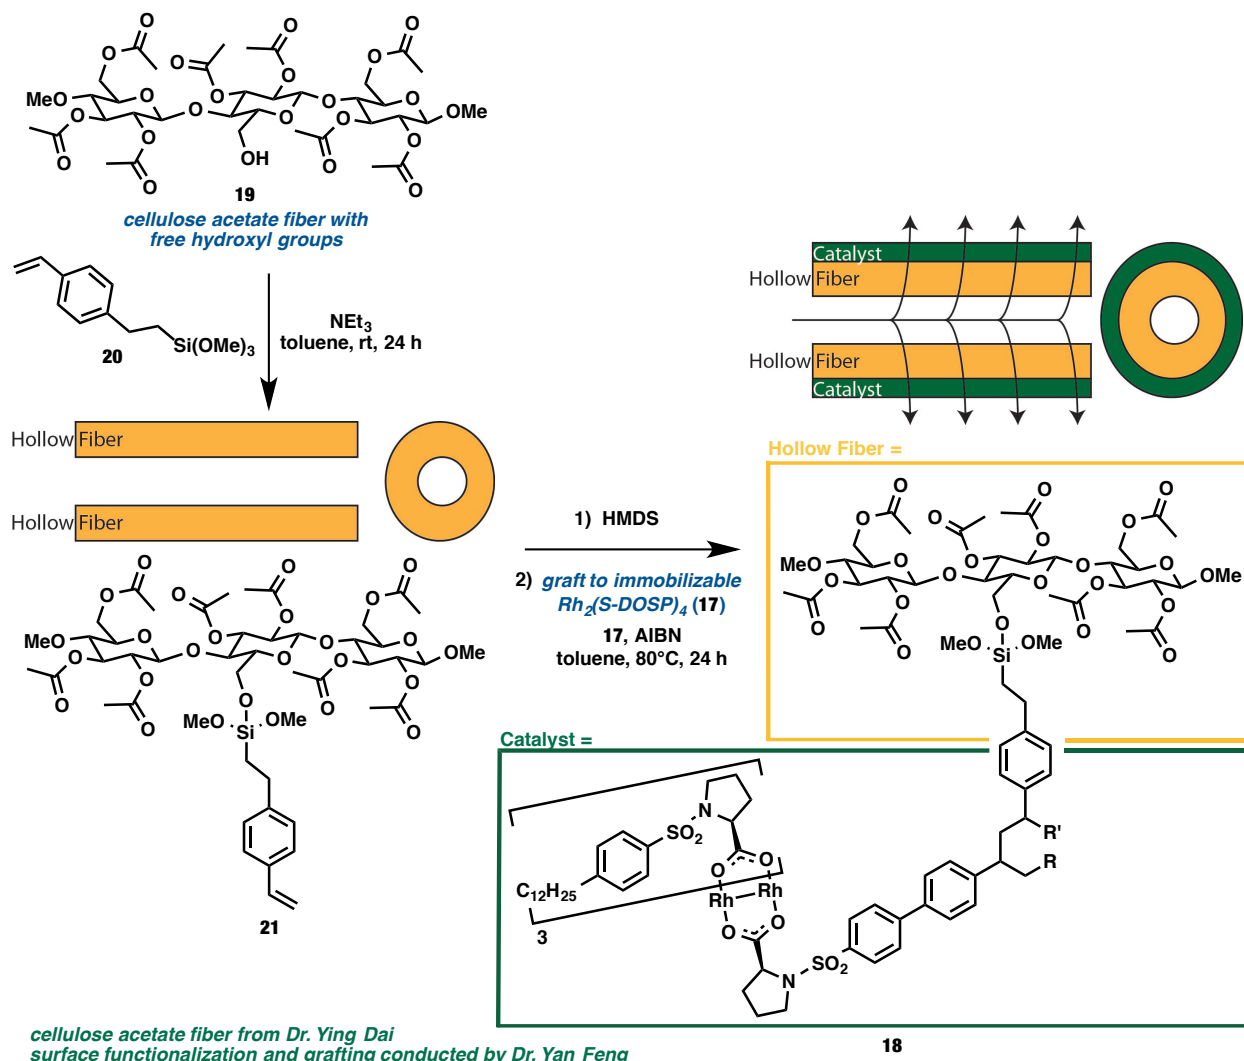 O
O
O
O
O
O
O
O
MeO
O
O
O
O
O
O
O
O
OMe
O
O
O
O
O
O
O
O
OH
19
cellulose acetate fiber with
free hydroxyl groups
20
Si(OMe)3
NEt3
toluene, rt, 24 h
Hollow Fiber
Hollow Fiber
Catalyst
Hollow Fiber
Hollow Fiber
Catalyst
1) HMDS
2) graft to immobilizable
Rh2(S-DOSP)4 (17)
17, AIBN
toluene, 80°C, 24 h
MeO
OMe
O
MeO
Si
OMe
21
Hollow Fiber =
MeO
OMe
O
MeO
Si
OMe
Catalyst =
R'
R
N
SO2
C12H25
3
O
O
Rh
Rh
O
O
N
SO2
18
cellulose acetate fiber from Dr. Ying Dai
surface functionalization and grafting conducted by Dr. Yan Feng